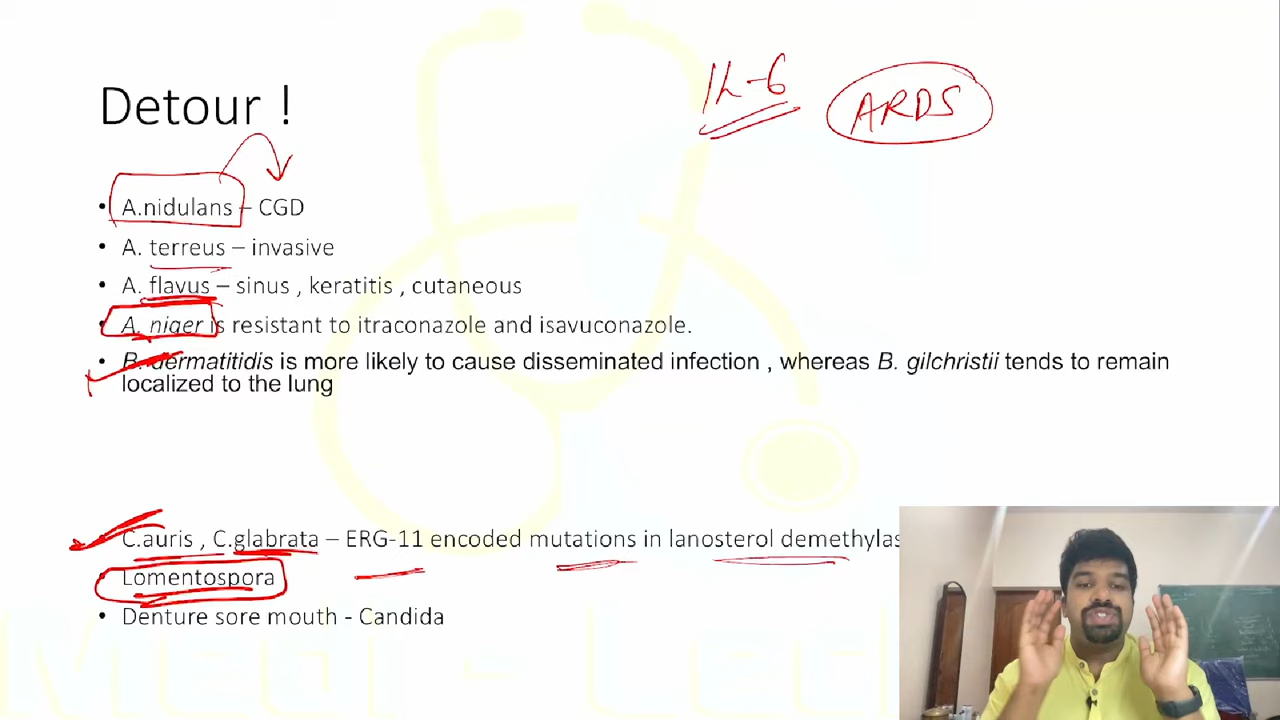 IL-6
ARDS
Detour !
• A.nidulans – CGD
• A. terreus – invasive
• A. flavus – sinus , keratitis , cutaneous
• A. niger is resistant to itraconazole and isavuconazole.
• B. dermatitidis is more likely to cause disseminated infection , whereas B. gilchristii tends to remain
localized to the lung
C.auris , C.glabrata – ERG-11 encoded mutations in lanosterol demethylas
• Lomentospora
• Denture sore mouth - Candida